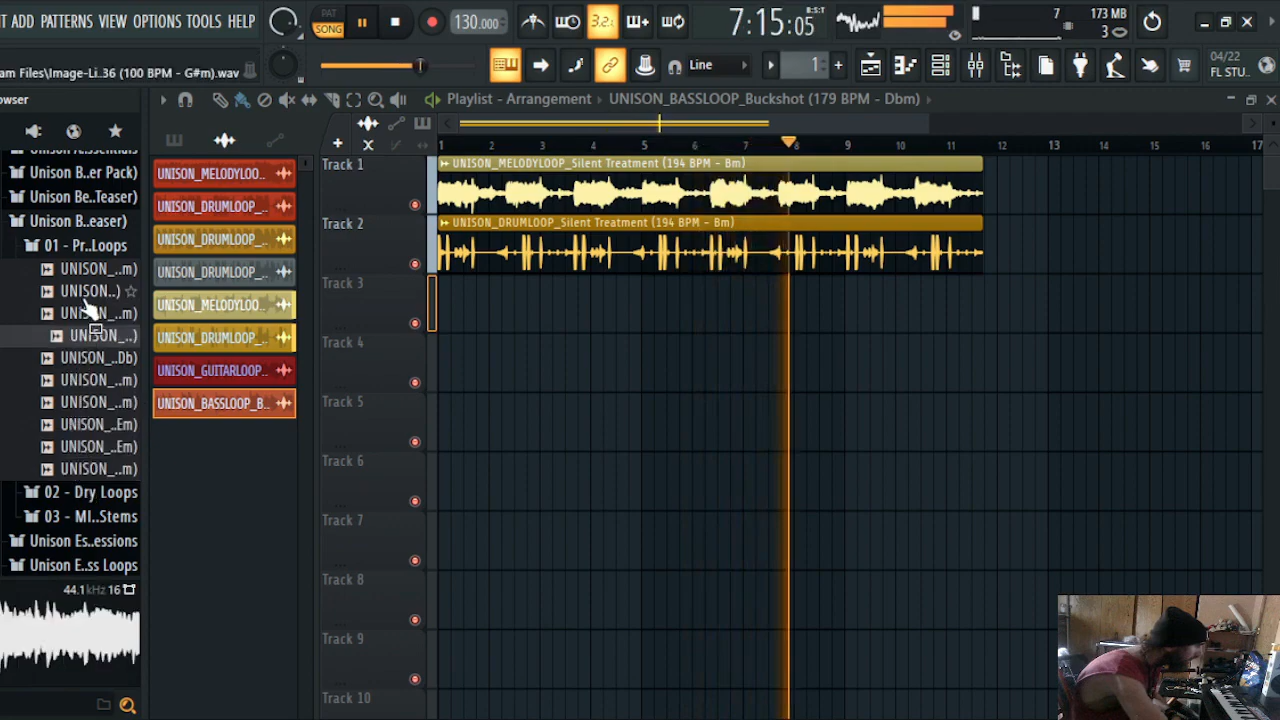 T ADD PATTERNS VIEW OPTIONS TOOLS HELP
PAT
SONG
130.000
3.2.
7:15:05
B:S:T
7
173 MB
3
am Files\Image-Li.36 (100 BPM - G#m).wav
Line
1
04/22
FL STU..
owser
Playlist - Arrangement
UNISON_BASSLOOP_Buckshot (179 BPM - Dbm)
1 2 3 4 5 6 7 8 9 10 11 12 13 14 15 16 17
Unison B..er Pack)
Unison Be..Teaser)
Unison B..easer)
01 - Pr..Loops
UNISON_..m)
UNISON..)
UNISON_..m)
UNISON_..)
UNISON_..Db)
UNISON_..m)
UNISON_..m)
UNISON_..Em)
UNISON_..Em)
UNISON_..m)
02 - Dry Loops
03 - MI..Stems
Unison Es..essions
Unison E..ss Loops
44.1 kHz 16
UNISON_MELODYLOO..
UNISON_DRUMLOOP_..
UNISON_DRUMLOOP_..
UNISON_DRUMLOOP_..
UNISON_MELODYLOO..
UNISON_DRUMLOOP_..
UNISON_GUITARLOOP..
UNISON_BASSLOOP_B..
Track 1
UNISON_MELODYLOOP_Silent Treatment (194 BPM - Bm)
Track 2
UNISON_DRUMLOOP_Silent Treatment (194 BPM - Bm)
Track 3
Track 4
Track 5
Track 6
Track 7
Track 8
Track 9
Track 10